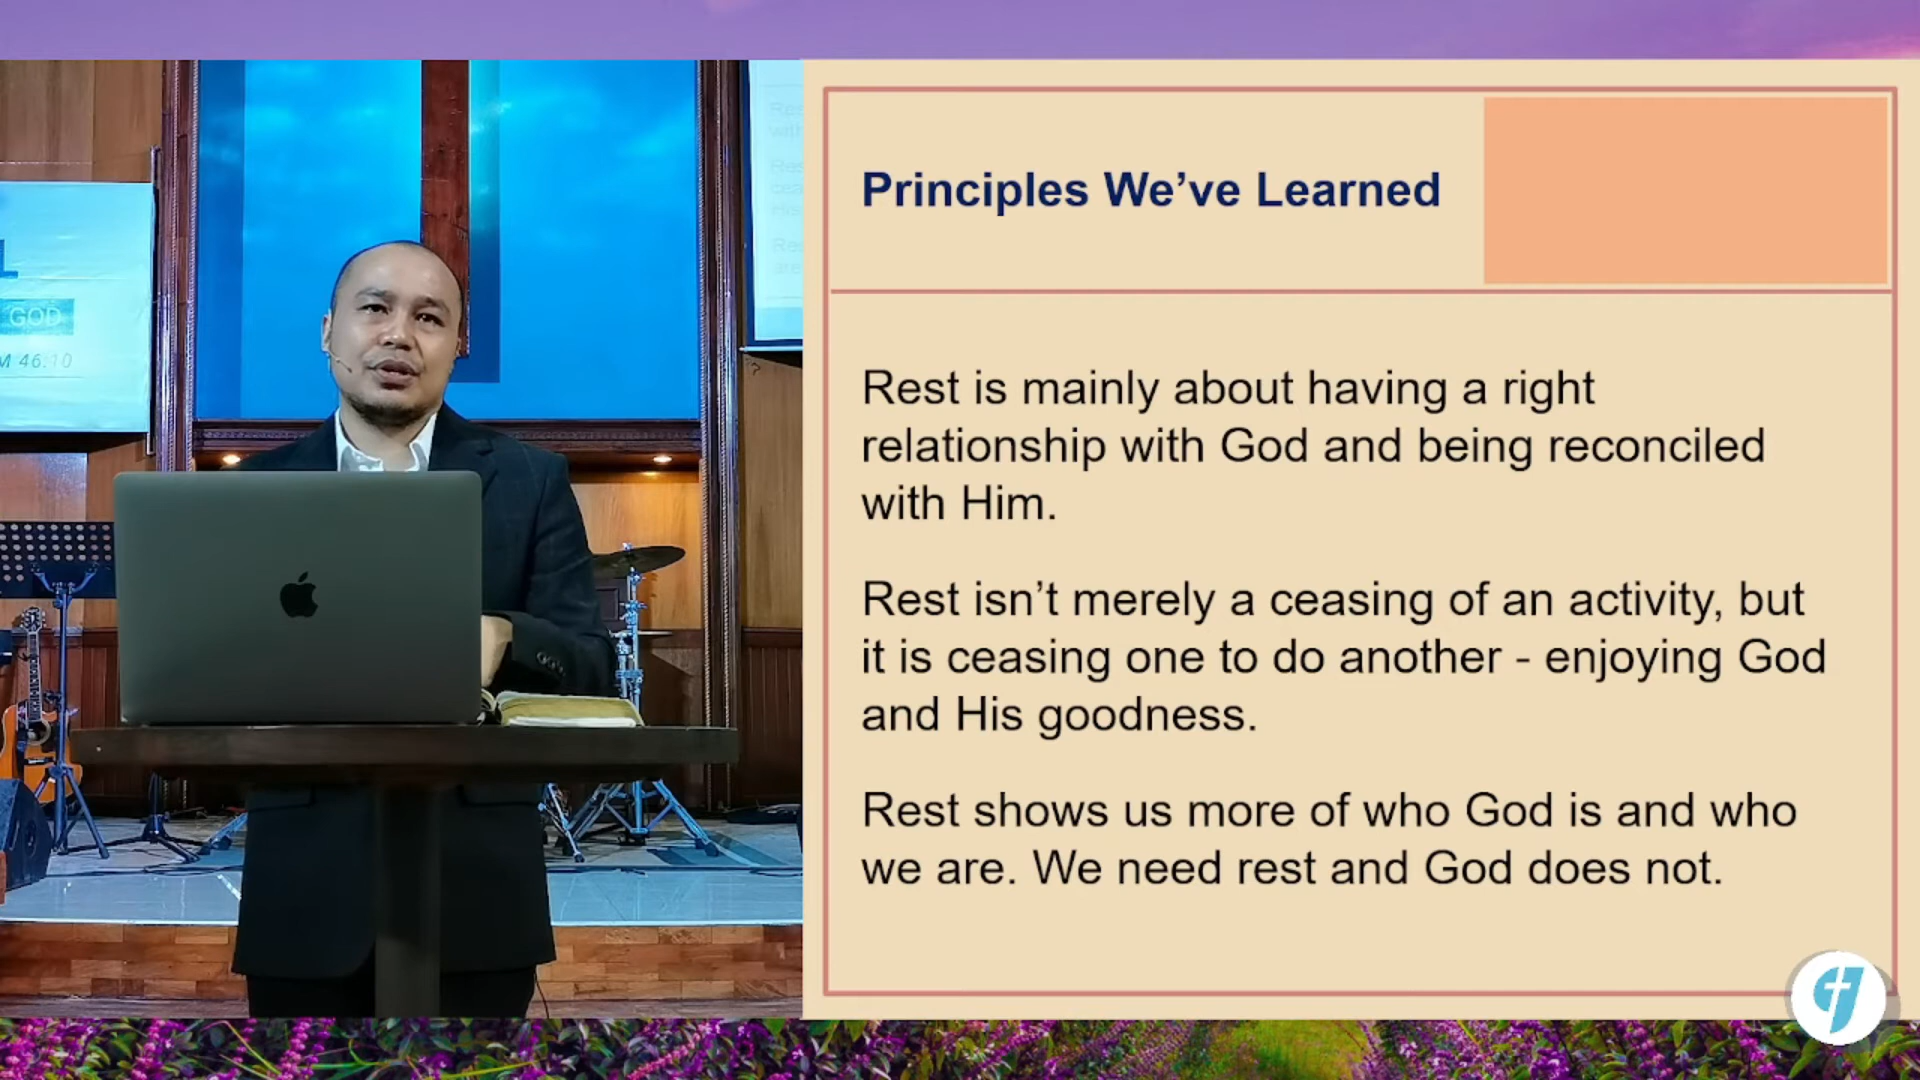 L
GOD
M 46:10
Principles We’ve Learned
Rest is mainly about having a right
relationship with God and being reconciled
with Him.
Rest isn’t merely a ceasing of an activity, but
it is ceasing one to do another - enjoying God
and His goodness.
Rest shows us more of who God is and who
we are. We need rest and God does not.